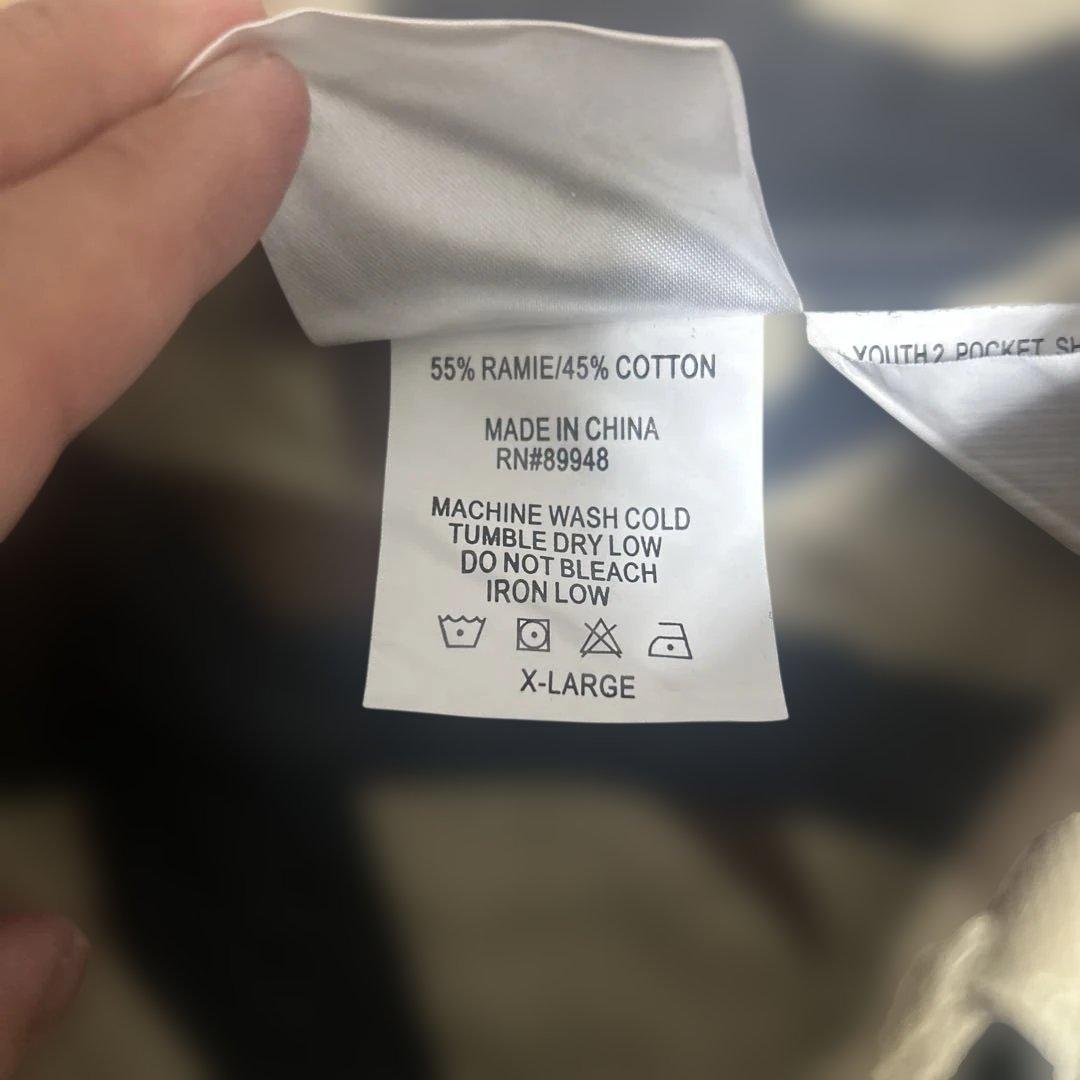 55% RAMIE/45% COTTON
MADE IN CHINA
RN#89948
MACHINE WASH COLD
TUMBLE DRY LOW
DO NOT BLEACH
IRON LOW
X-LARGE
YOUTH 2 POCKET SH